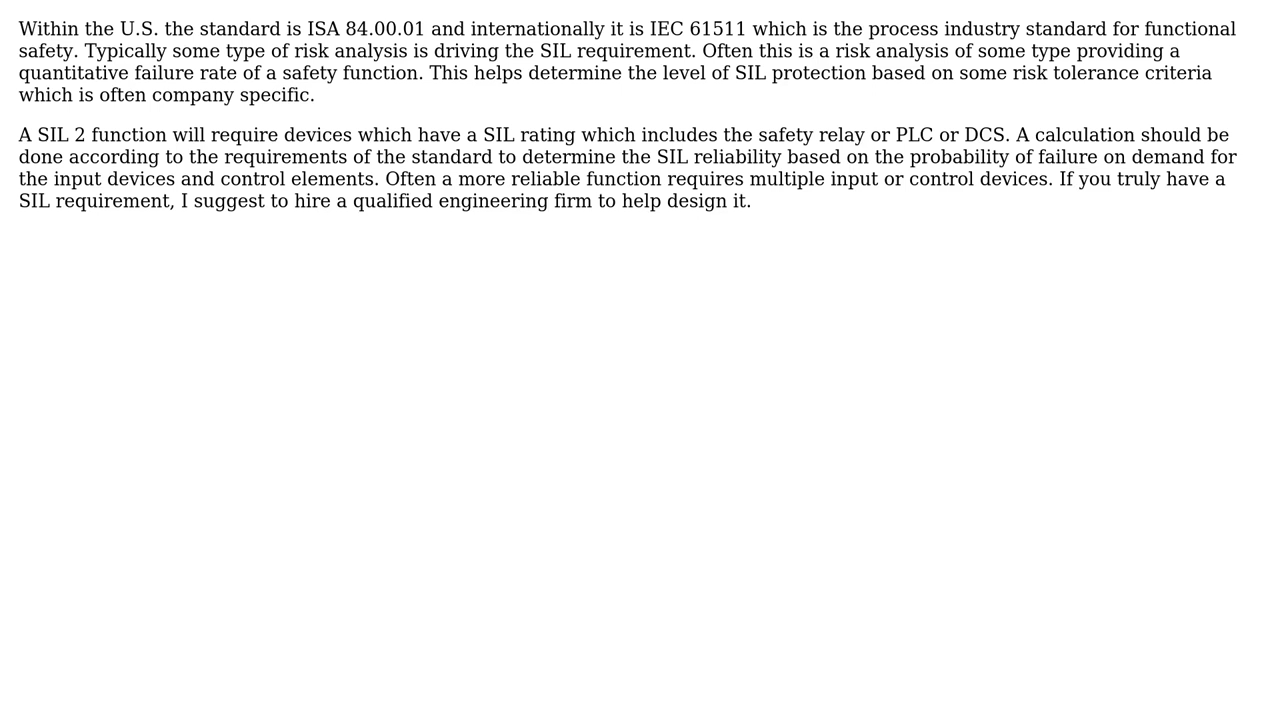 Within the U.S. the standard is ISA 84.00.01 and internationally it is IEC 61511 which is the process industry standard for functional
safety. Typically some type of risk analysis is driving the SIL requirement. Often this is a risk analysis of some type providing a
quantitative failure rate of a safety function. This helps determine the level of SIL protection based on some risk tolerance criteria
which is often company specific.
A SIL 2 function will require devices which have a SIL rating which includes the safety relay or PLC or DCS. A calculation should be
done according to the requirements of the standard to determine the SIL reliability based on the probability of failure on demand for
the input devices and control elements. Often a more reliable function requires multiple input or control devices. If you truly have a
SIL requirement, I suggest to hire a qualified engineering firm to help design it.